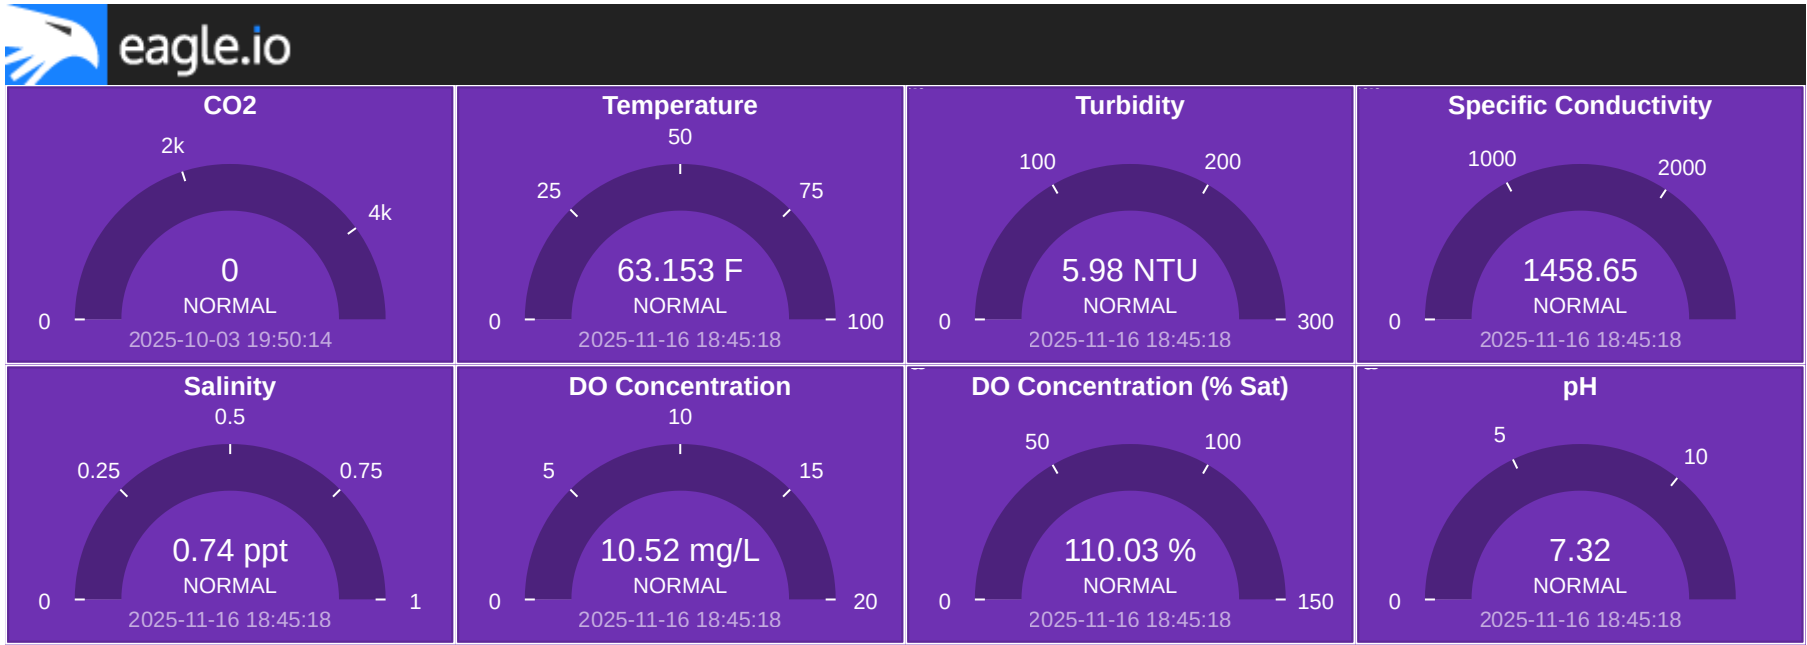 eagle.io
CO2
2k
4k
0
0
NORMAL
2025-10-03 19:50:14
Temperature
50
25
75
63.153 F
NORMAL
0
100
2025-11-16 18:45:18
Turbidity
100
200
5.98 NTU
NORMAL
0
300
2025-11-16 18:45:18
Specific Conductivity
1000
2000
1458.65
NORMAL
0
2025-11-16 18:45:18
Salinity
0.5
0.25
0.75
0.74 ppt
NORMAL
0
1
2025-11-16 18:45:18
DO Concentration
10
5
15
10.52 mg/L
NORMAL
0
20
2025-11-16 18:45:18
DO Concentration (% Sat)
50
100
110.03 %
NORMAL
0
150
2025-11-16 18:45:18
pH
5
10
7.32
NORMAL
0
2025-11-16 18:45:18